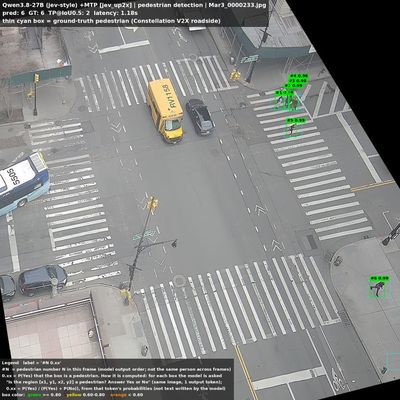 Qwen3.8-27B (jev-style) +MTP [jev_up2x] | pedestrian detection | Mar3_0000233.jpg
pred: 6 GT: 6 TP@IoU0.5: 2 latency: 1.18s
thin cyan box = ground-truth pedestrian (Constellation V2X roadside)
5505
Legend label = '#N 0.xx'
#N = pedestrian number N in this frame (model output order; not the same person across frames)
0.xx = P(Yes) that the box is a pedestrian. How it is computed: for each box the model is asked
"Is the region [x1, y1, x2, y2] a pedestrian? Answer Yes or No" (same image, 1 output token);
0.xx = P(Yes) / (P(Yes) + P(No)), from that token's probabilities (not text written by the model)
box color: green >= 0.80 yellow 0.60-0.80 orange < 0.60